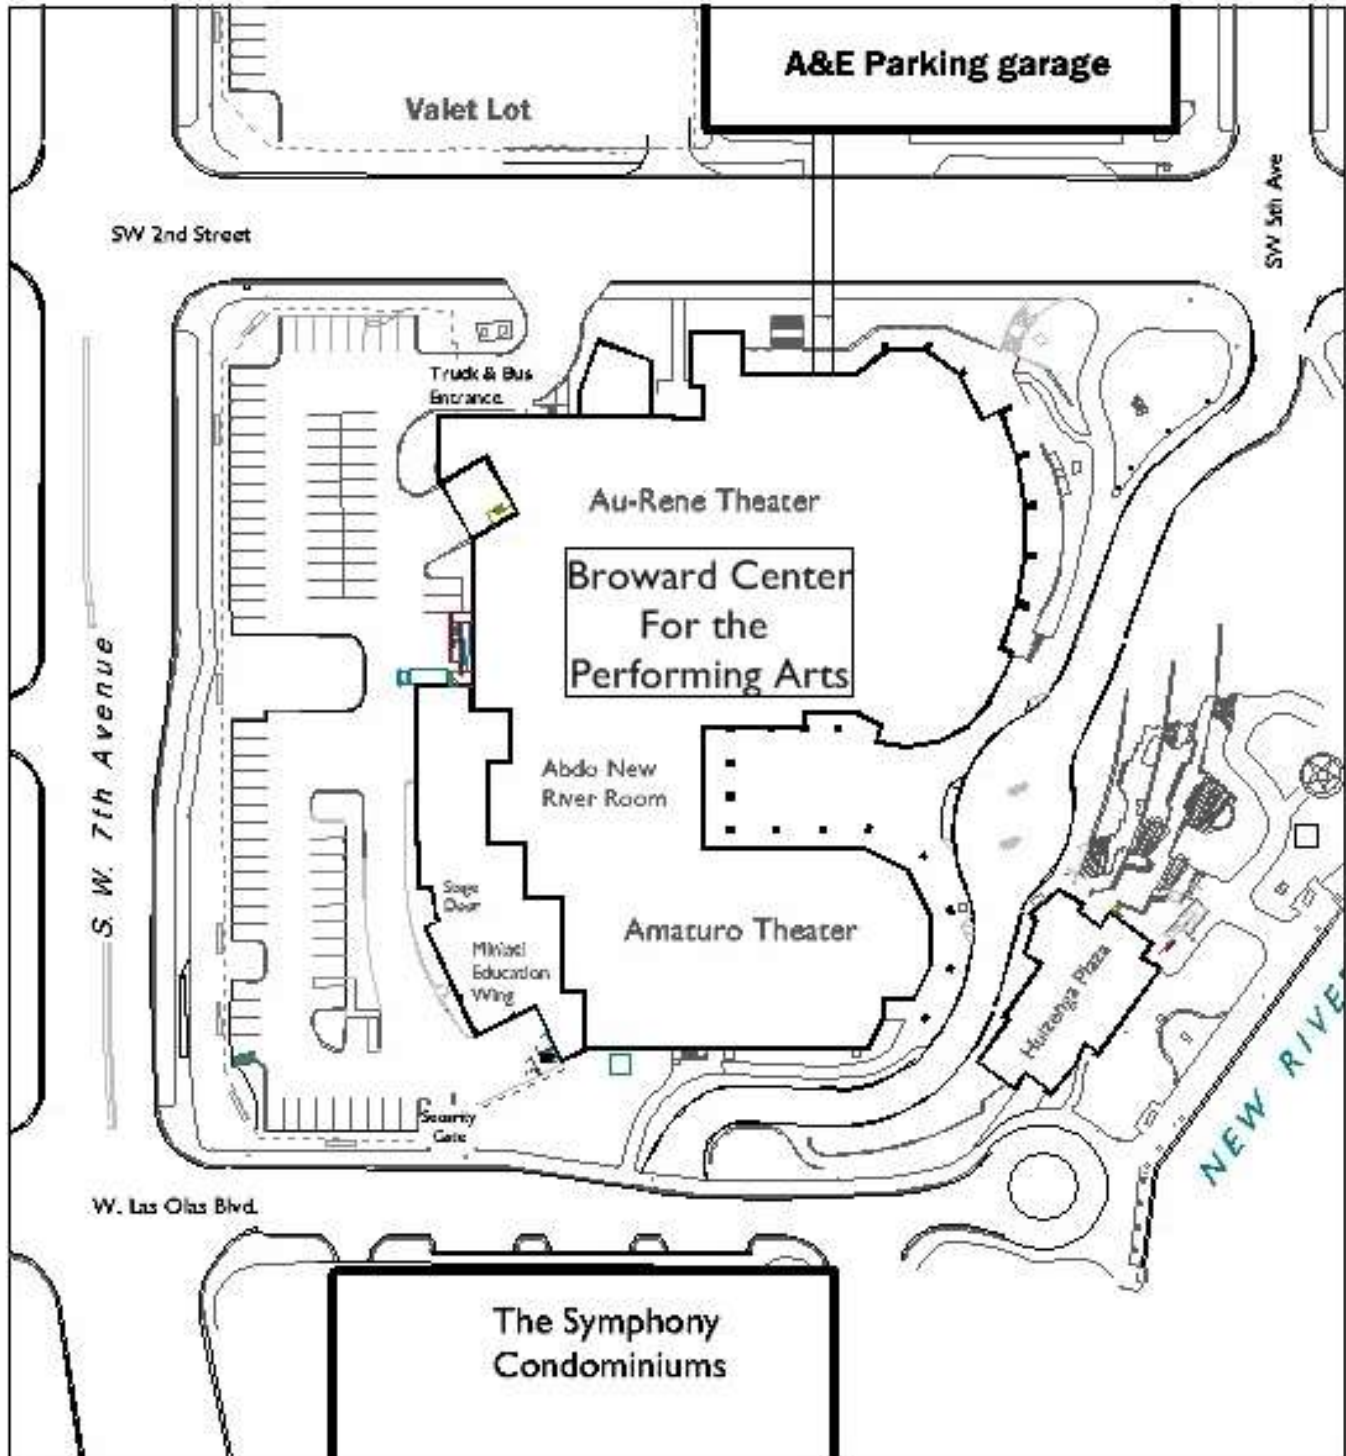 A&E Parking garage
Valet Lot
SW 5th Ave
SW 2nd Street
Truck & Bus
Entrance
Au-Rene Theater
Broward Center
For the
Performing Arts
S. W. 7th Avenue
Abdo New
River Room
Stage
Door
Amaturo Theater
Miniaci
Education
Wing
Huizenga Plaza
NEW RIVER
Security
Gate
W. Las Olas Blvd.
The Symphony
Condominiums